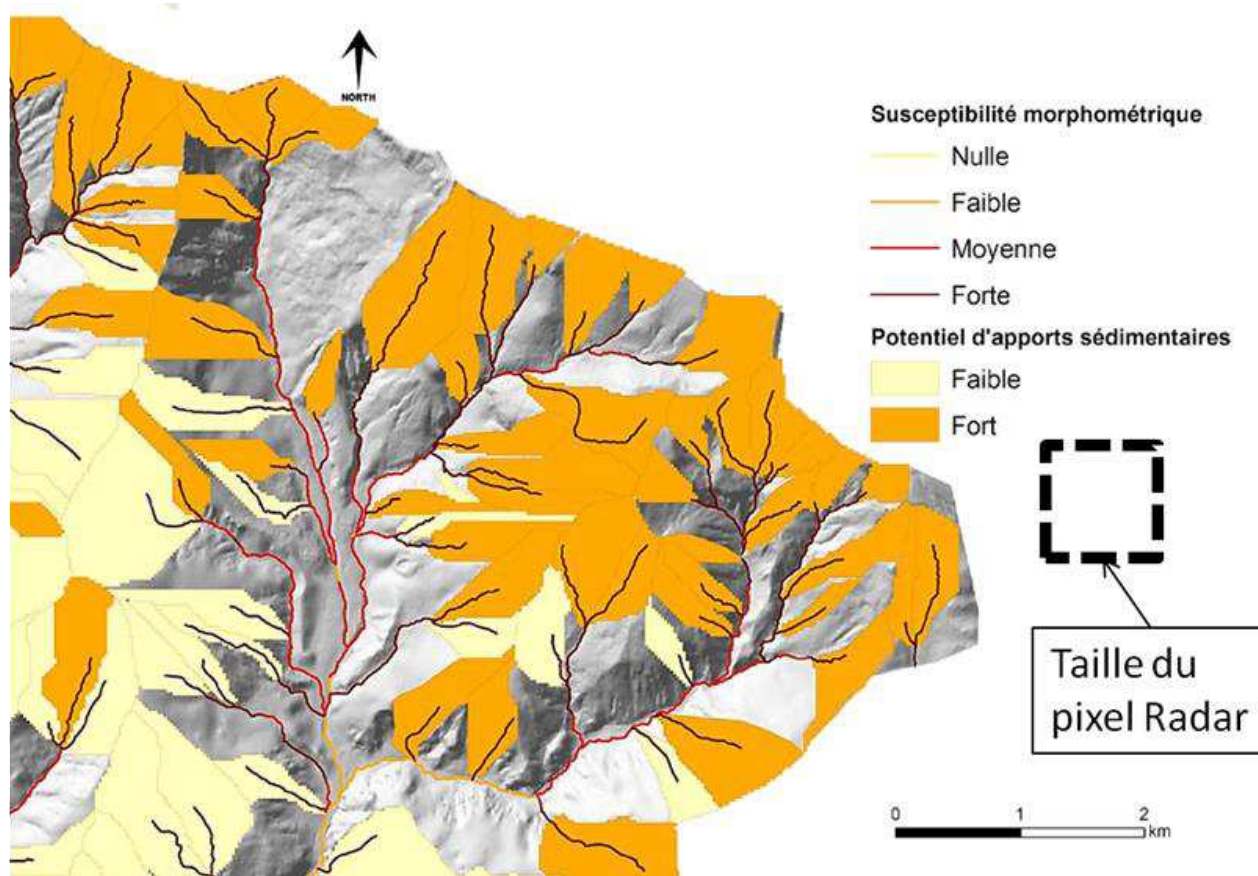 NORTH
Susceptibilité morphométrique
Nulle
Faible
Moyenne
Forte
Potentiel d'apports sédimentaires
Faible
Fort
Taille du
pixel Radar
0 1 2
km